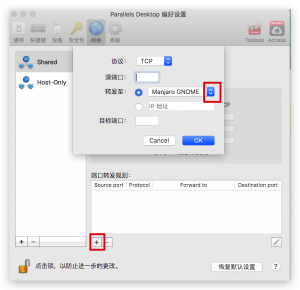 Parallels Desktop 偏好设置
通用 快捷键 设备 安全性 网络 高级 Toolbox Access
Shared
Host-Only
协议： TCP
源端口：
转发至： Manjaro GNOME
IP 地址
目标端口：
Cancel OK
CP
端口转发规则：
Source port Protocol Forward to Destination port
+ −
+ −
点击锁，以防止进一步的更改。
恢复默认设置 ?